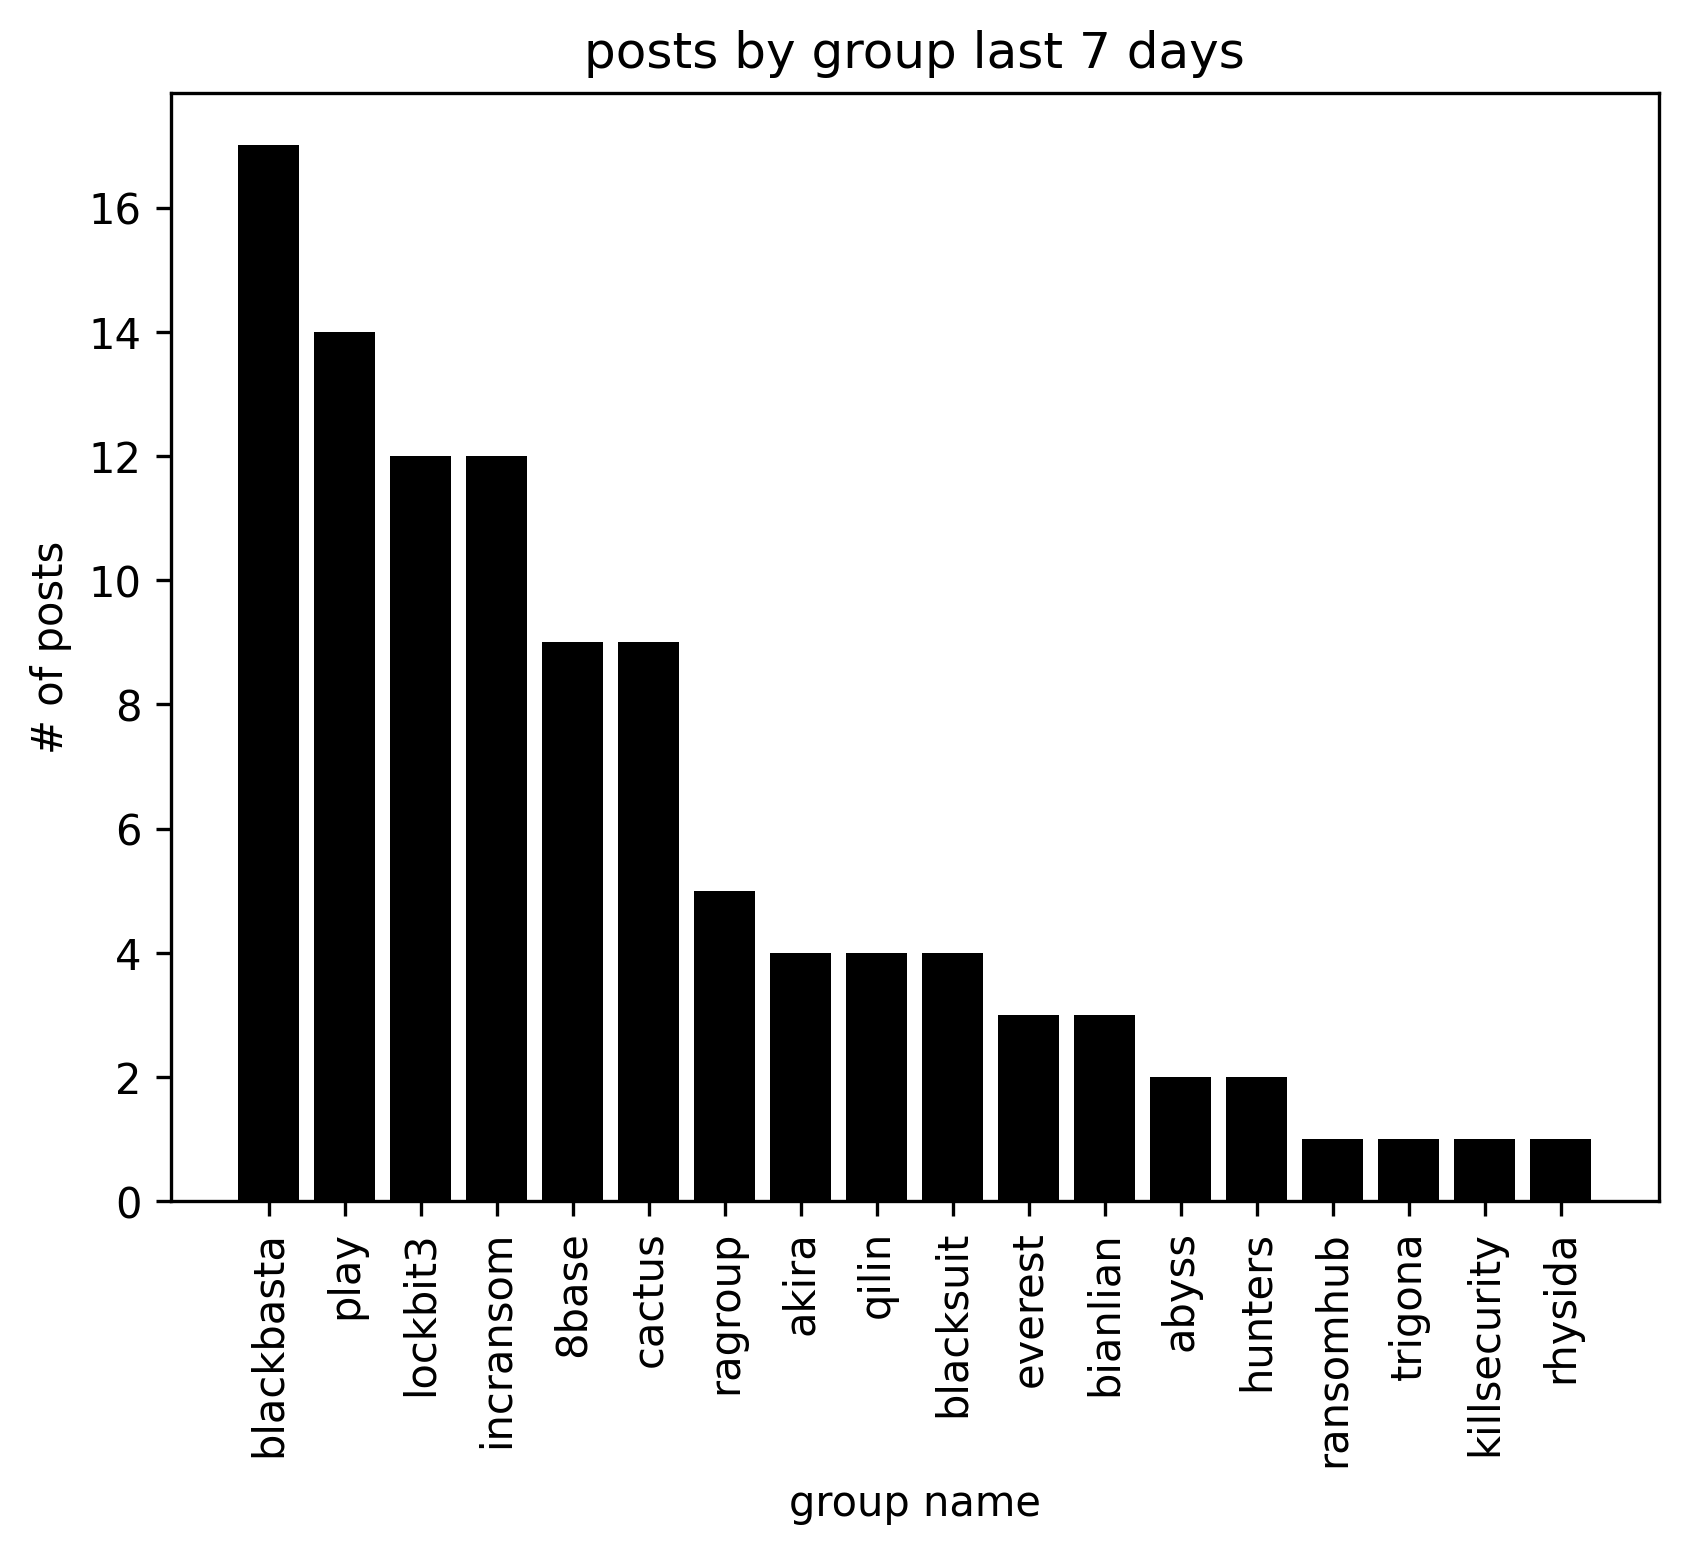 posts by group last 7 days
# of posts
16
14
12
10
8
6
4
2
0
blackbasta
play
lockbit3
incransom
8base
cactus
ragroup
akira
qilin
blacksuit
everest
bianlian
abyss
hunters
ransomhub
trigona
killsecurity
rhysida
group name